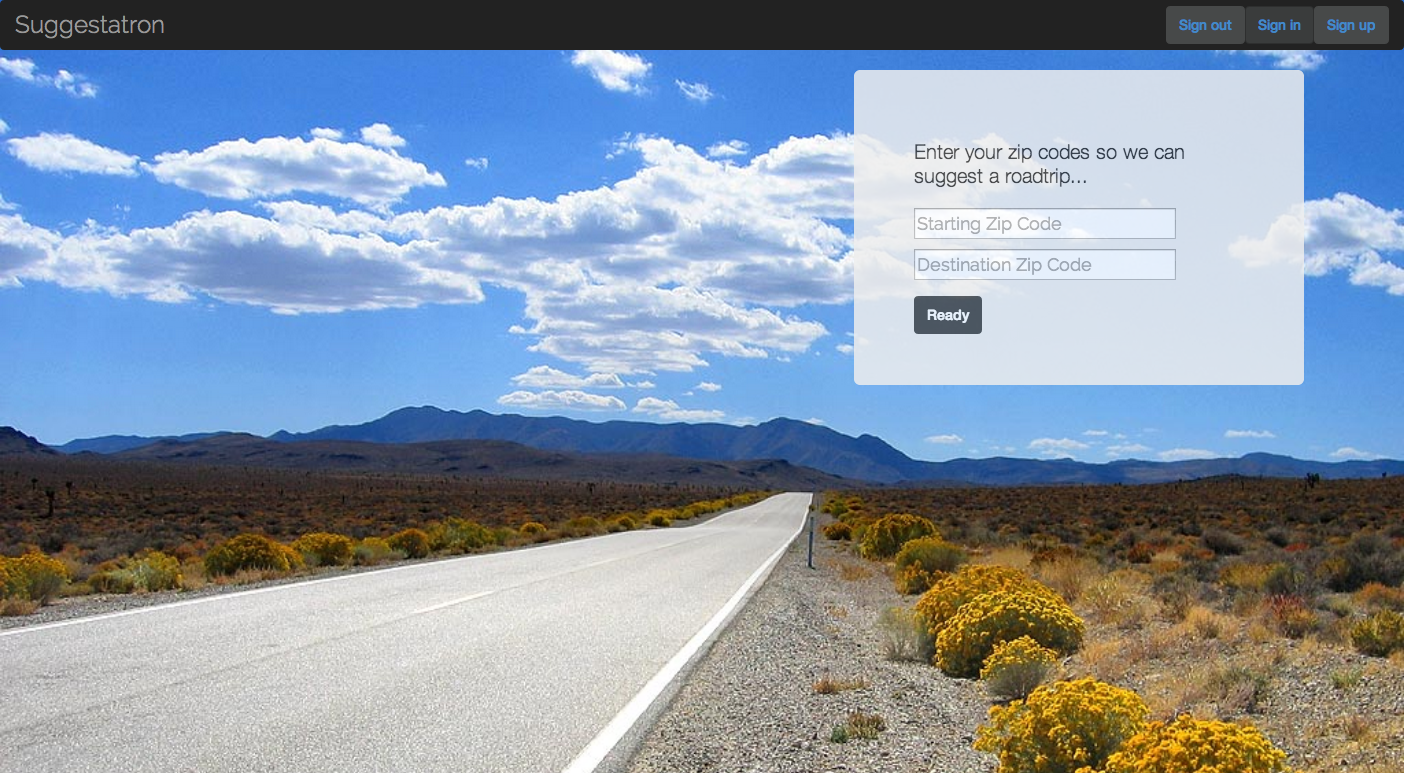 Suggestatron
Sign out
Sign in
Sign up
Enter your zip codes so we can
suggest a roadtrip...
Starting Zip Code
Destination Zip Code
Ready